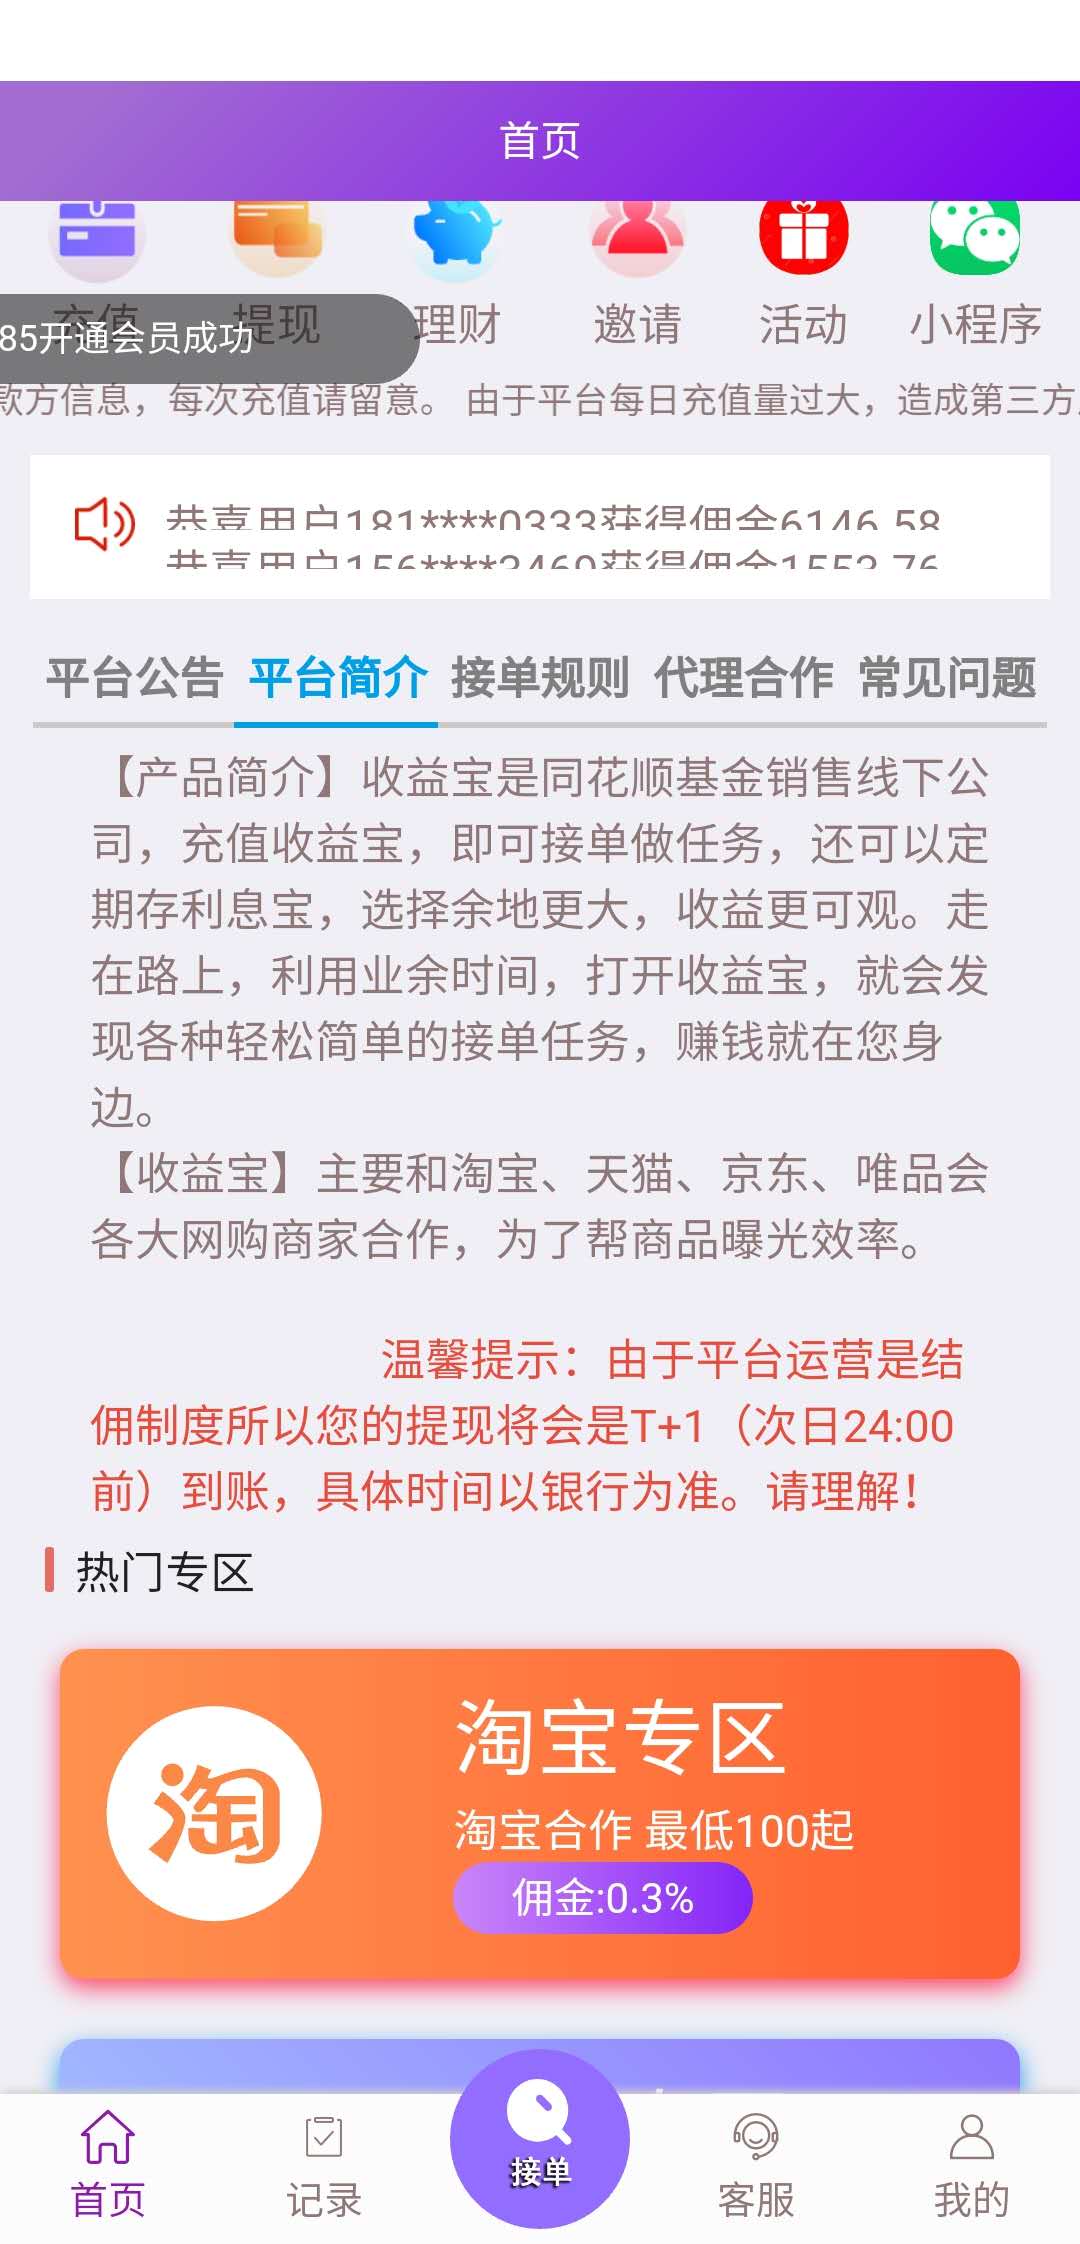 首页
充值 提现 理财 邀请 活动 小程序
85开通会员成功
款方信息，每次充值请留意。 由于平台每日充值量过大，造成第三方
恭喜用户181****0333获得佣金6146.58
恭喜用户156****3469获得佣金1553.76
平台公告 平台简介 接单规则 代理合作 常见问题
【产品简介】收益宝是同花顺基金销售线下公
司，充值收益宝，即可接单做任务，还可以定
期存利息宝，选择余地更大，收益更可观。走
在路上，利用业余时间，打开收益宝，就会发
现各种轻松简单的接单任务，赚钱就在您身
边。
【收益宝】主要和淘宝、天猫、京东、唯品会
各大网购商家合作，为了帮商品曝光效率。
温馨提示：由于平台运营是结
佣制度所以您的提现将会是T+1（次日24:00
前）到账，具体时间以银行为准。请理解！
热门专区
淘
淘宝专区
淘宝合作 最低100起
佣金:0.3%
首页 记录 接单 客服 我的